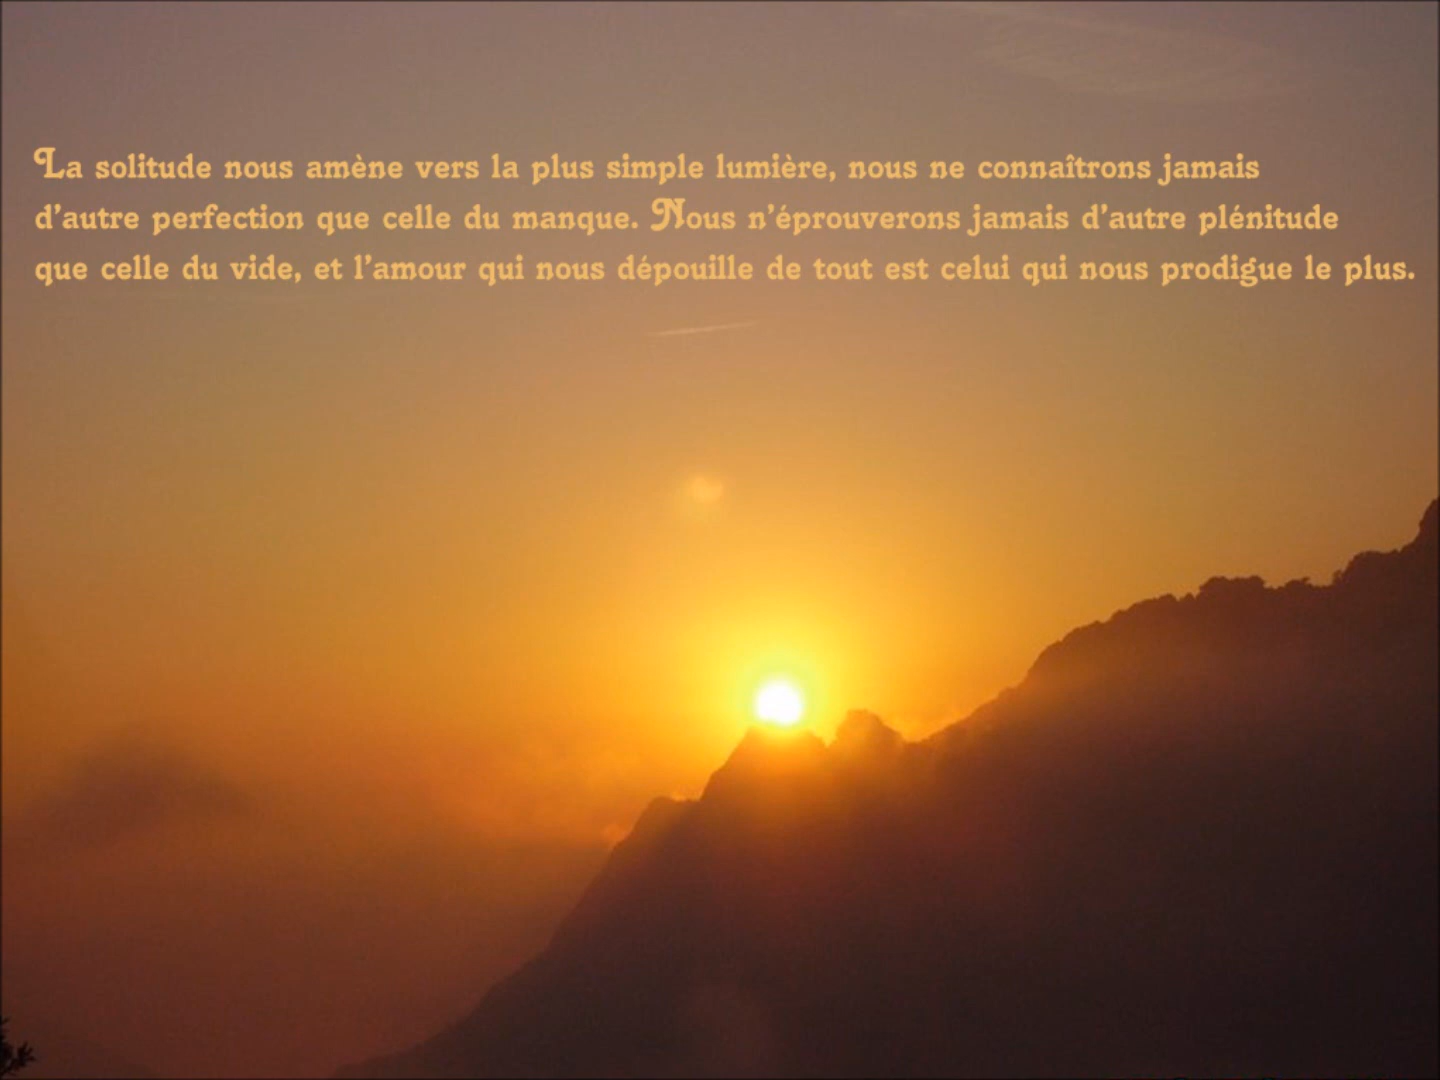 La solitude nous amène vers la plus simple lumière, nous ne connaîtrons jamais
d'autre perfection que celle du manque. Nous n'éprouverons jamais d'autre plénitude
que celle du vide, et l'amour qui nous dépouille de tout est celui qui nous prodigue le plus.